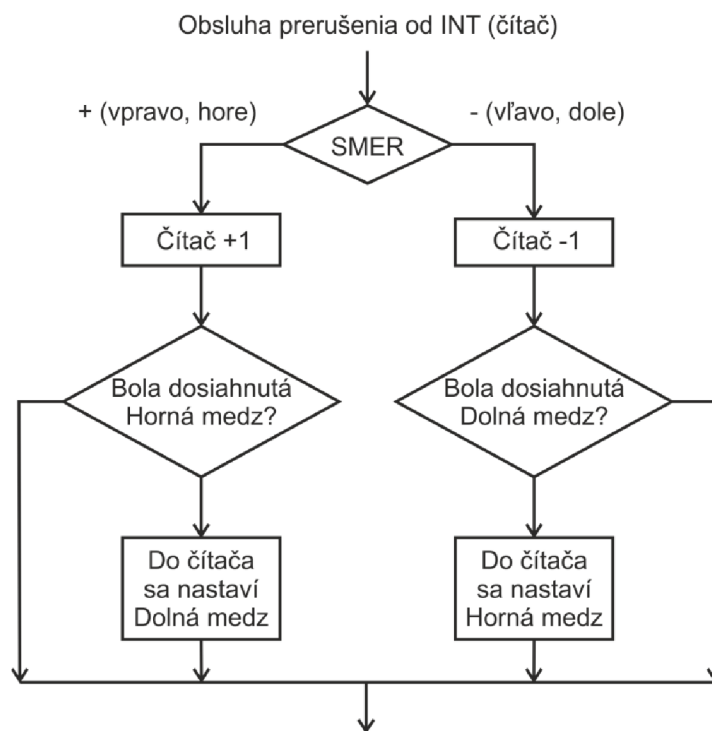 Obsluha prerušenia od INT (čítač)
+ (vpravo, hore)
- (vľavo, dole)
SMER
Čítač +1
Čítač -1
Bola dosiahnutá
Horná medz?
Bola dosiahnutá
Dolná medz?
Do čítača
sa nastaví
Dolná medz
Do čítača
sa nastaví
Horná medz